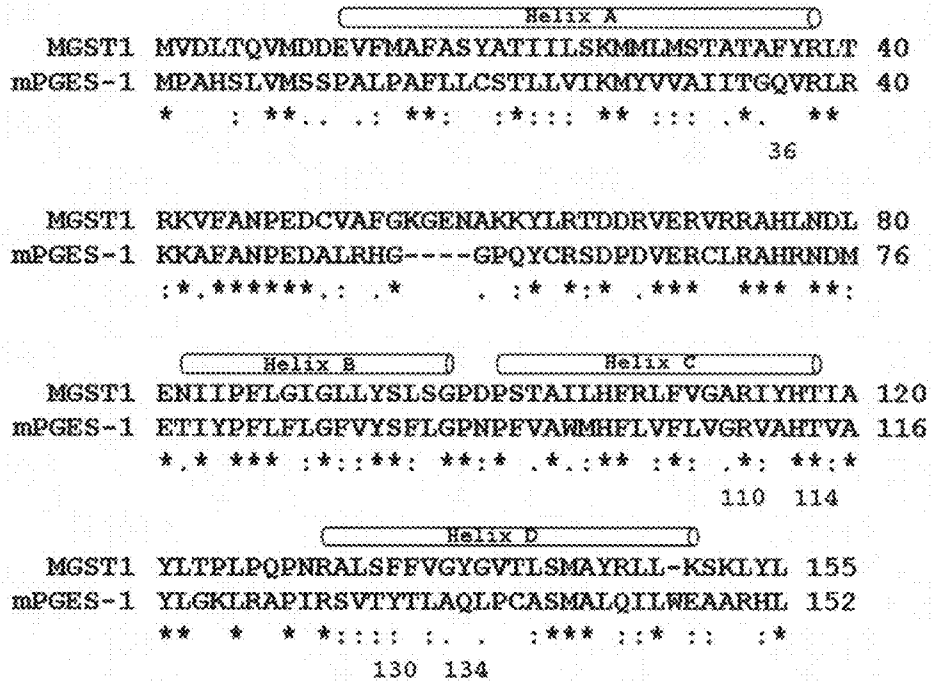 Helix A
MGST1 MVDLTQVMDDEVFMAFASYATIIILSKMMLMSTATAFYRLT 40
mPGES-1 MPAHSLVMSSPALPAFLLCSTLLVIKMYVVAIITGQVRLR 40
* : **.. .: **: :*::: ** ::: .*. **
36
MGST1 RKVFANPEDCVAFGKGENAKKYLRTDDRVERVRRAHLNDL 80
mPGES-1 KKAFANPEDALRHG----GPQYCRSDPDVERCLRAHRNDM 76
:*.******.: .* . :* *:* .*** *** **:
Helix B Helix C
MGST1 ENIIPFLGIGLLYSLSGPDPSTAILHFRLFVGARIYHTIA 120
mPGES-1 ETIYPFLFLGFVYSFLGPNPFVAWMHFLVFLVGRVAHTVA 116
*.* *** :*::**: **:* .*.:** :*: .*: **:*
110 114
Helix D
MGST1 YLTPLPQPNRALSFFVGYGVTLSMAYRLL-KSKLYL 155
mPGES-1 YLGKLRAPIRSVTYTLAQLPCASMALQILWEAARHL 152
** * * *:::: :. . :*** ::* :: :*
130 134